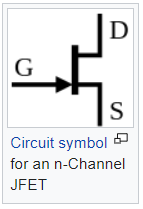 D
G
S
Circuit symbol
for an n-Channel
JFET